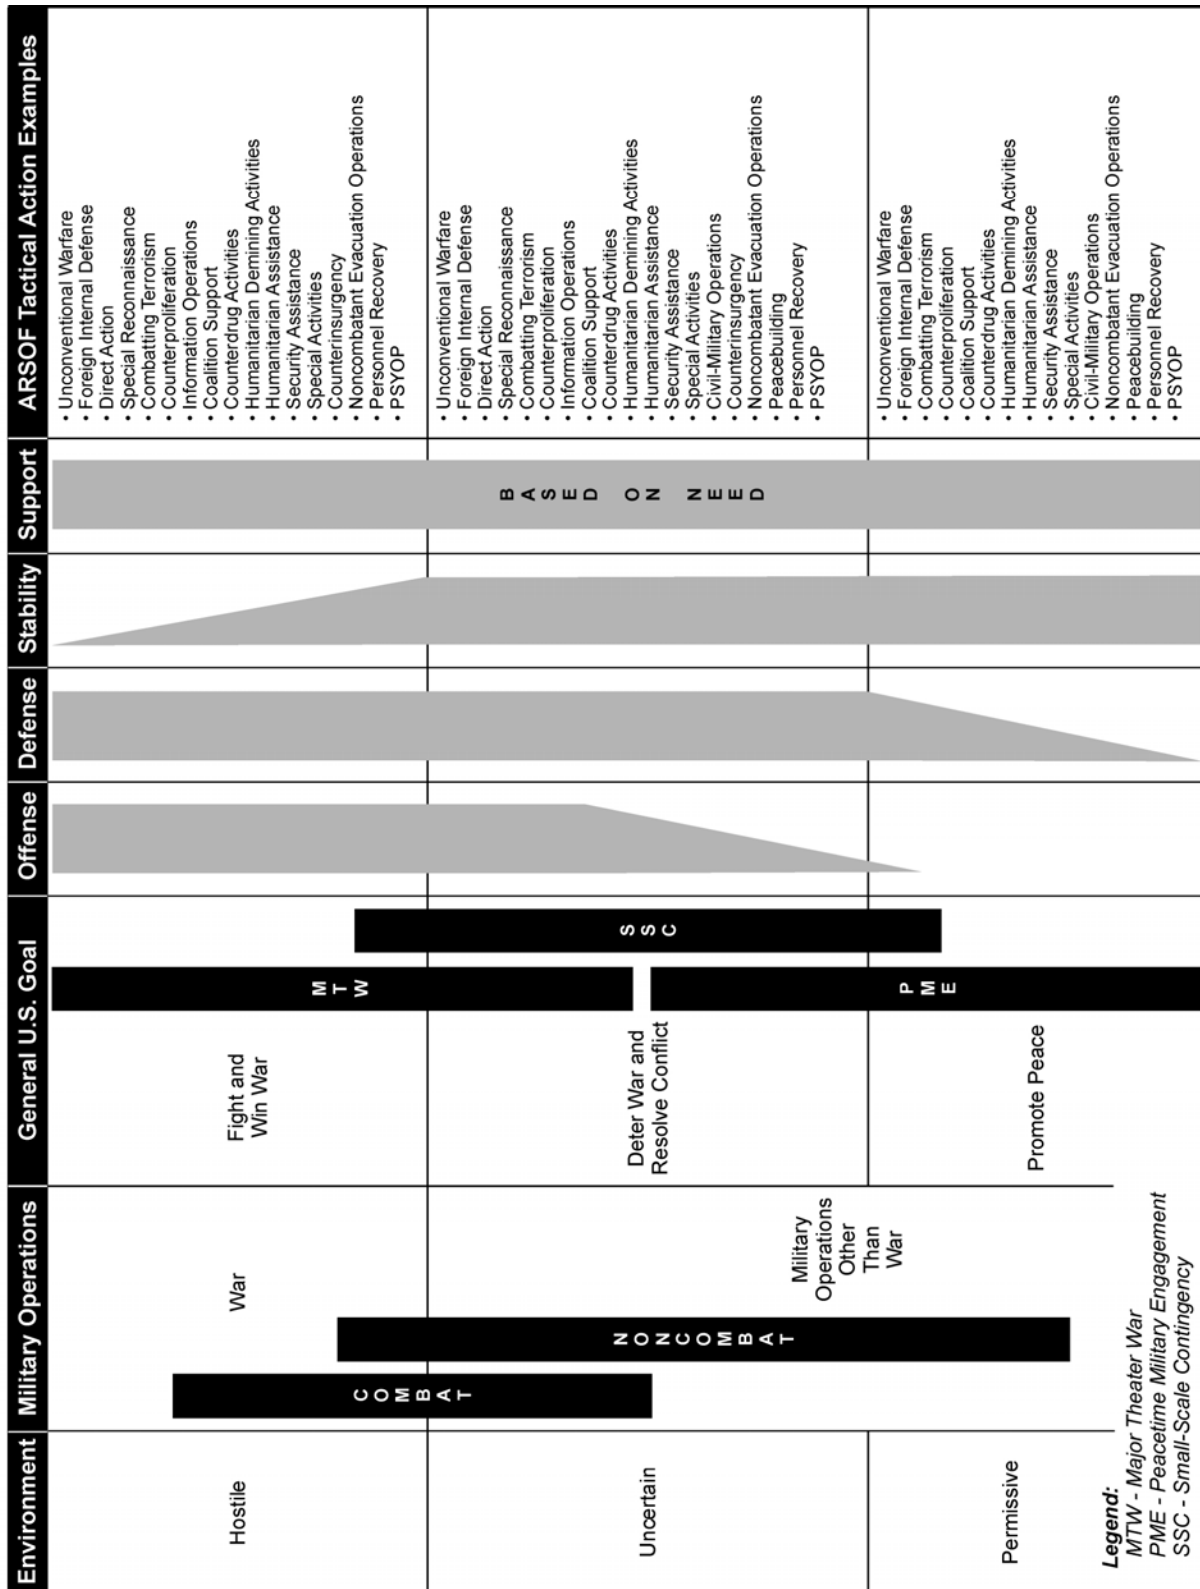 Environment
Military Operations
General U.S. Goal
Offense
Defense
Stability
Support
ARSOF Tactical Action Examples
Hostile
War
COMBAT
NONCOMBAT
Fight and
Win War
MTW
SSC
BASED ON NEED
• Unconventional Warfare
• Foreign Internal Defense
• Direct Action
• Special Reconnaissance
• Combatting Terrorism
• Counterproliferation
• Information Operations
• Coalition Support
• Counterdrug Activities
• Humanitarian Demining Activities
• Humanitarian Assistance
• Security Assistance
• Special Activities
• Counterinsurgency
• Noncombatant Evacuation Operations
• Personnel Recovery
• PSYOP
Uncertain
Military
Operations
Other
Than
War
Deter War and
Resolve Conflict
• Unconventional Warfare
• Foreign Internal Defense
• Direct Action
• Special Reconnaissance
• Combatting Terrorism
• Counterproliferation
• Information Operations
• Coalition Support
• Counterdrug Activities
• Humanitarian Demining Activities
• Humanitarian Assistance
• Security Assistance
• Special Activities
• Civil-Military Operations
• Counterinsurgency
• Noncombatant Evacuation Operations
• Peacebuilding
• Personnel Recovery
• PSYOP
Permissive
Promote Peace
PME
• Unconventional Warfare
• Foreign Internal Defense
• Combatting Terrorism
• Counterproliferation
• Coalition Support
• Counterdrug Activities
• Humanitarian Demining Activities
• Humanitarian Assistance
• Security Assistance
• Special Activities
• Civil-Military Operations
• Noncombatant Evacuation Operations
• Peacebuilding
• Personnel Recovery
• PSYOP
Legend:
MTW - Major Theater War
PME - Peacetime Military Engagement
SSC - Small-Scale Contingency